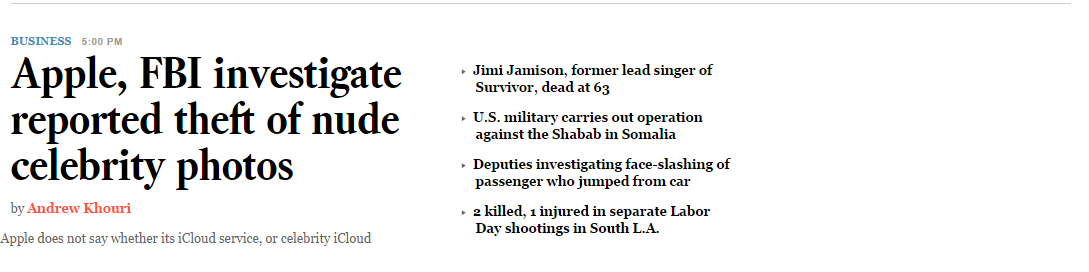 BUSINESS 5:00 PM
Apple, FBI investigate
reported theft of nude
celebrity photos
by Andrew Khouri
Apple does not say whether its iCloud service, or celebrity iCloud
Jimi Jamison, former lead singer of
Survivor, dead at 63
U.S. military carries out operation
against the Shabab in Somalia
Deputies investigating face-slashing of
passenger who jumped from car
2 killed, 1 injured in separate Labor
Day shootings in South L.A.